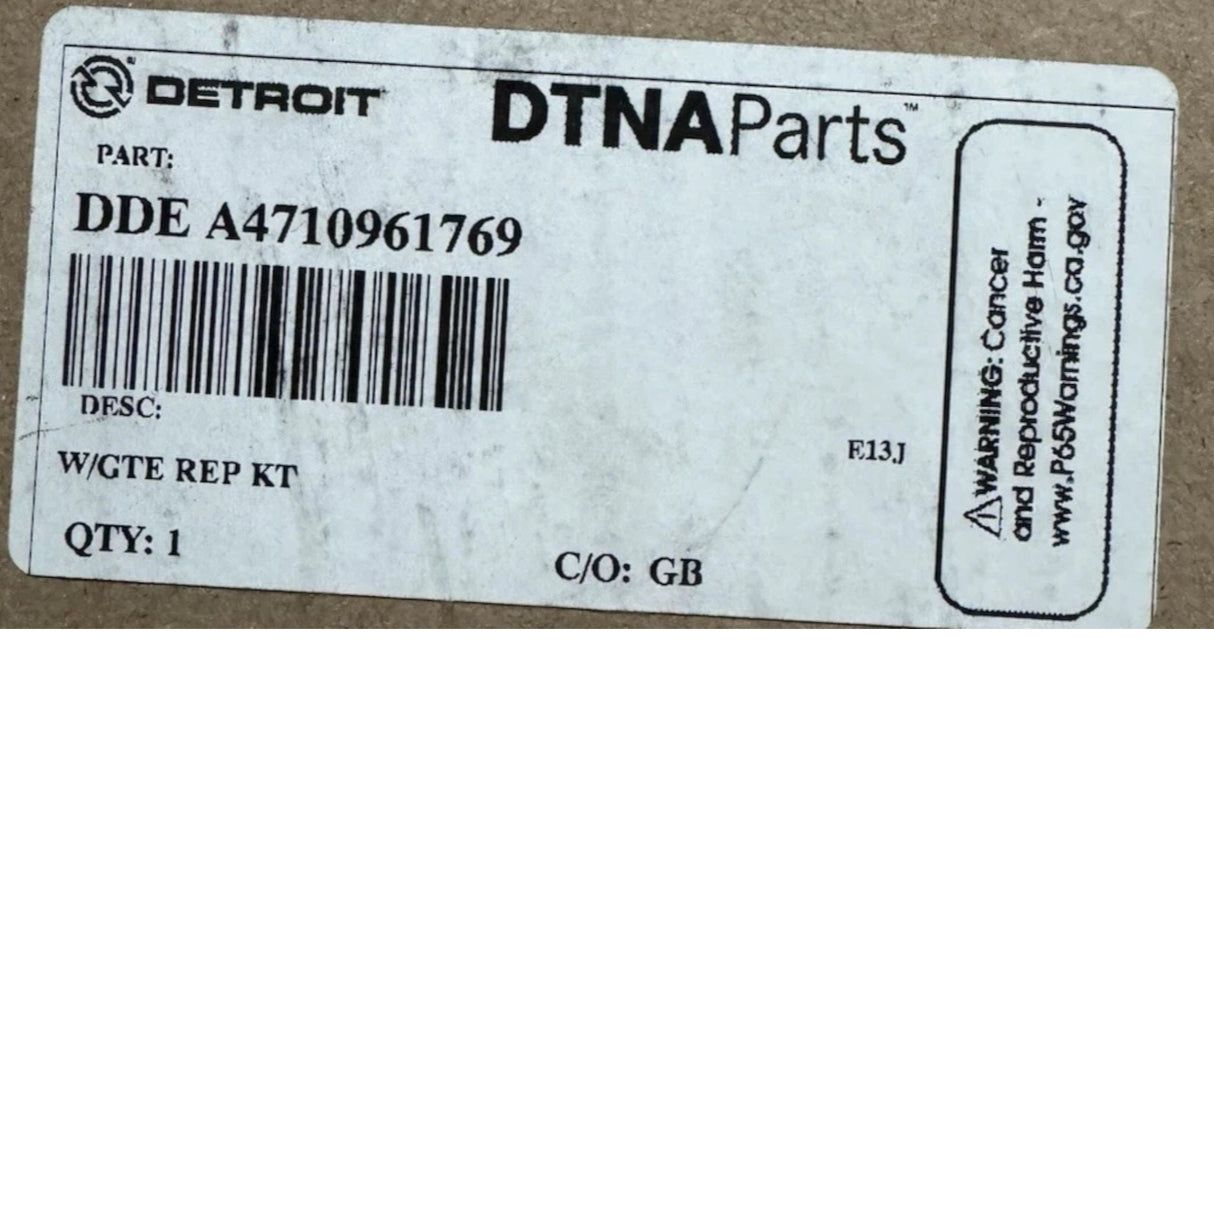 DETROIT
DTNAParts™
PART:
DDE A4710961769
DESC:
W/GTE REP KT
E13J
QTY: 1
C/O: GB
⚠WARNING: Cancer
and Reproductive Harm -
www.P65Warnings.ca.gov